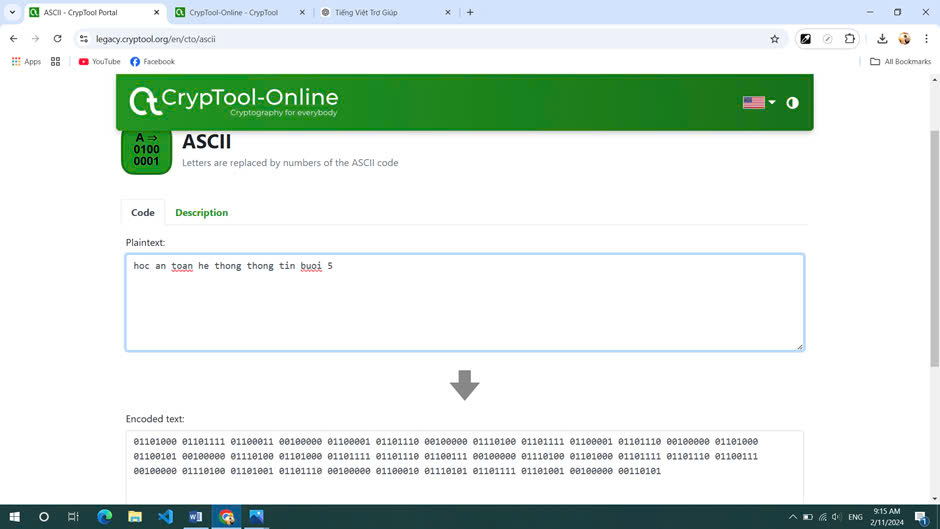 ASCII - CrypTool Portal
CrypTool-Online - CrypTool
Tiếng Việt Trợ Giúp
legacy.cryptool.org/en/cto/ascii
Apps
YouTube
Facebook
All Bookmarks
CrypTool-Online
Cryptography for everybody
A ⇒
0100
0001
ASCII
Letters are replaced by numbers of the ASCII code
Code
Description
Plaintext:
hoc an toan he thong thong tin buoi 5
Encoded text:
01101000 01101111 01100011 00100000 01100001 01101110 00100000 01110100 01101111 01100001 01101110 00100000 01101000
01100101 00100000 01110100 01101000 01101111 01101110 01100111 00100000 01110100 01101000 01101111 01101110 01100111
00100000 01110100 01101001 01101110 00100000 01100010 01110101 01101111 01101001 00100000 00110101
ENG
9:15 AM
2/11/2024